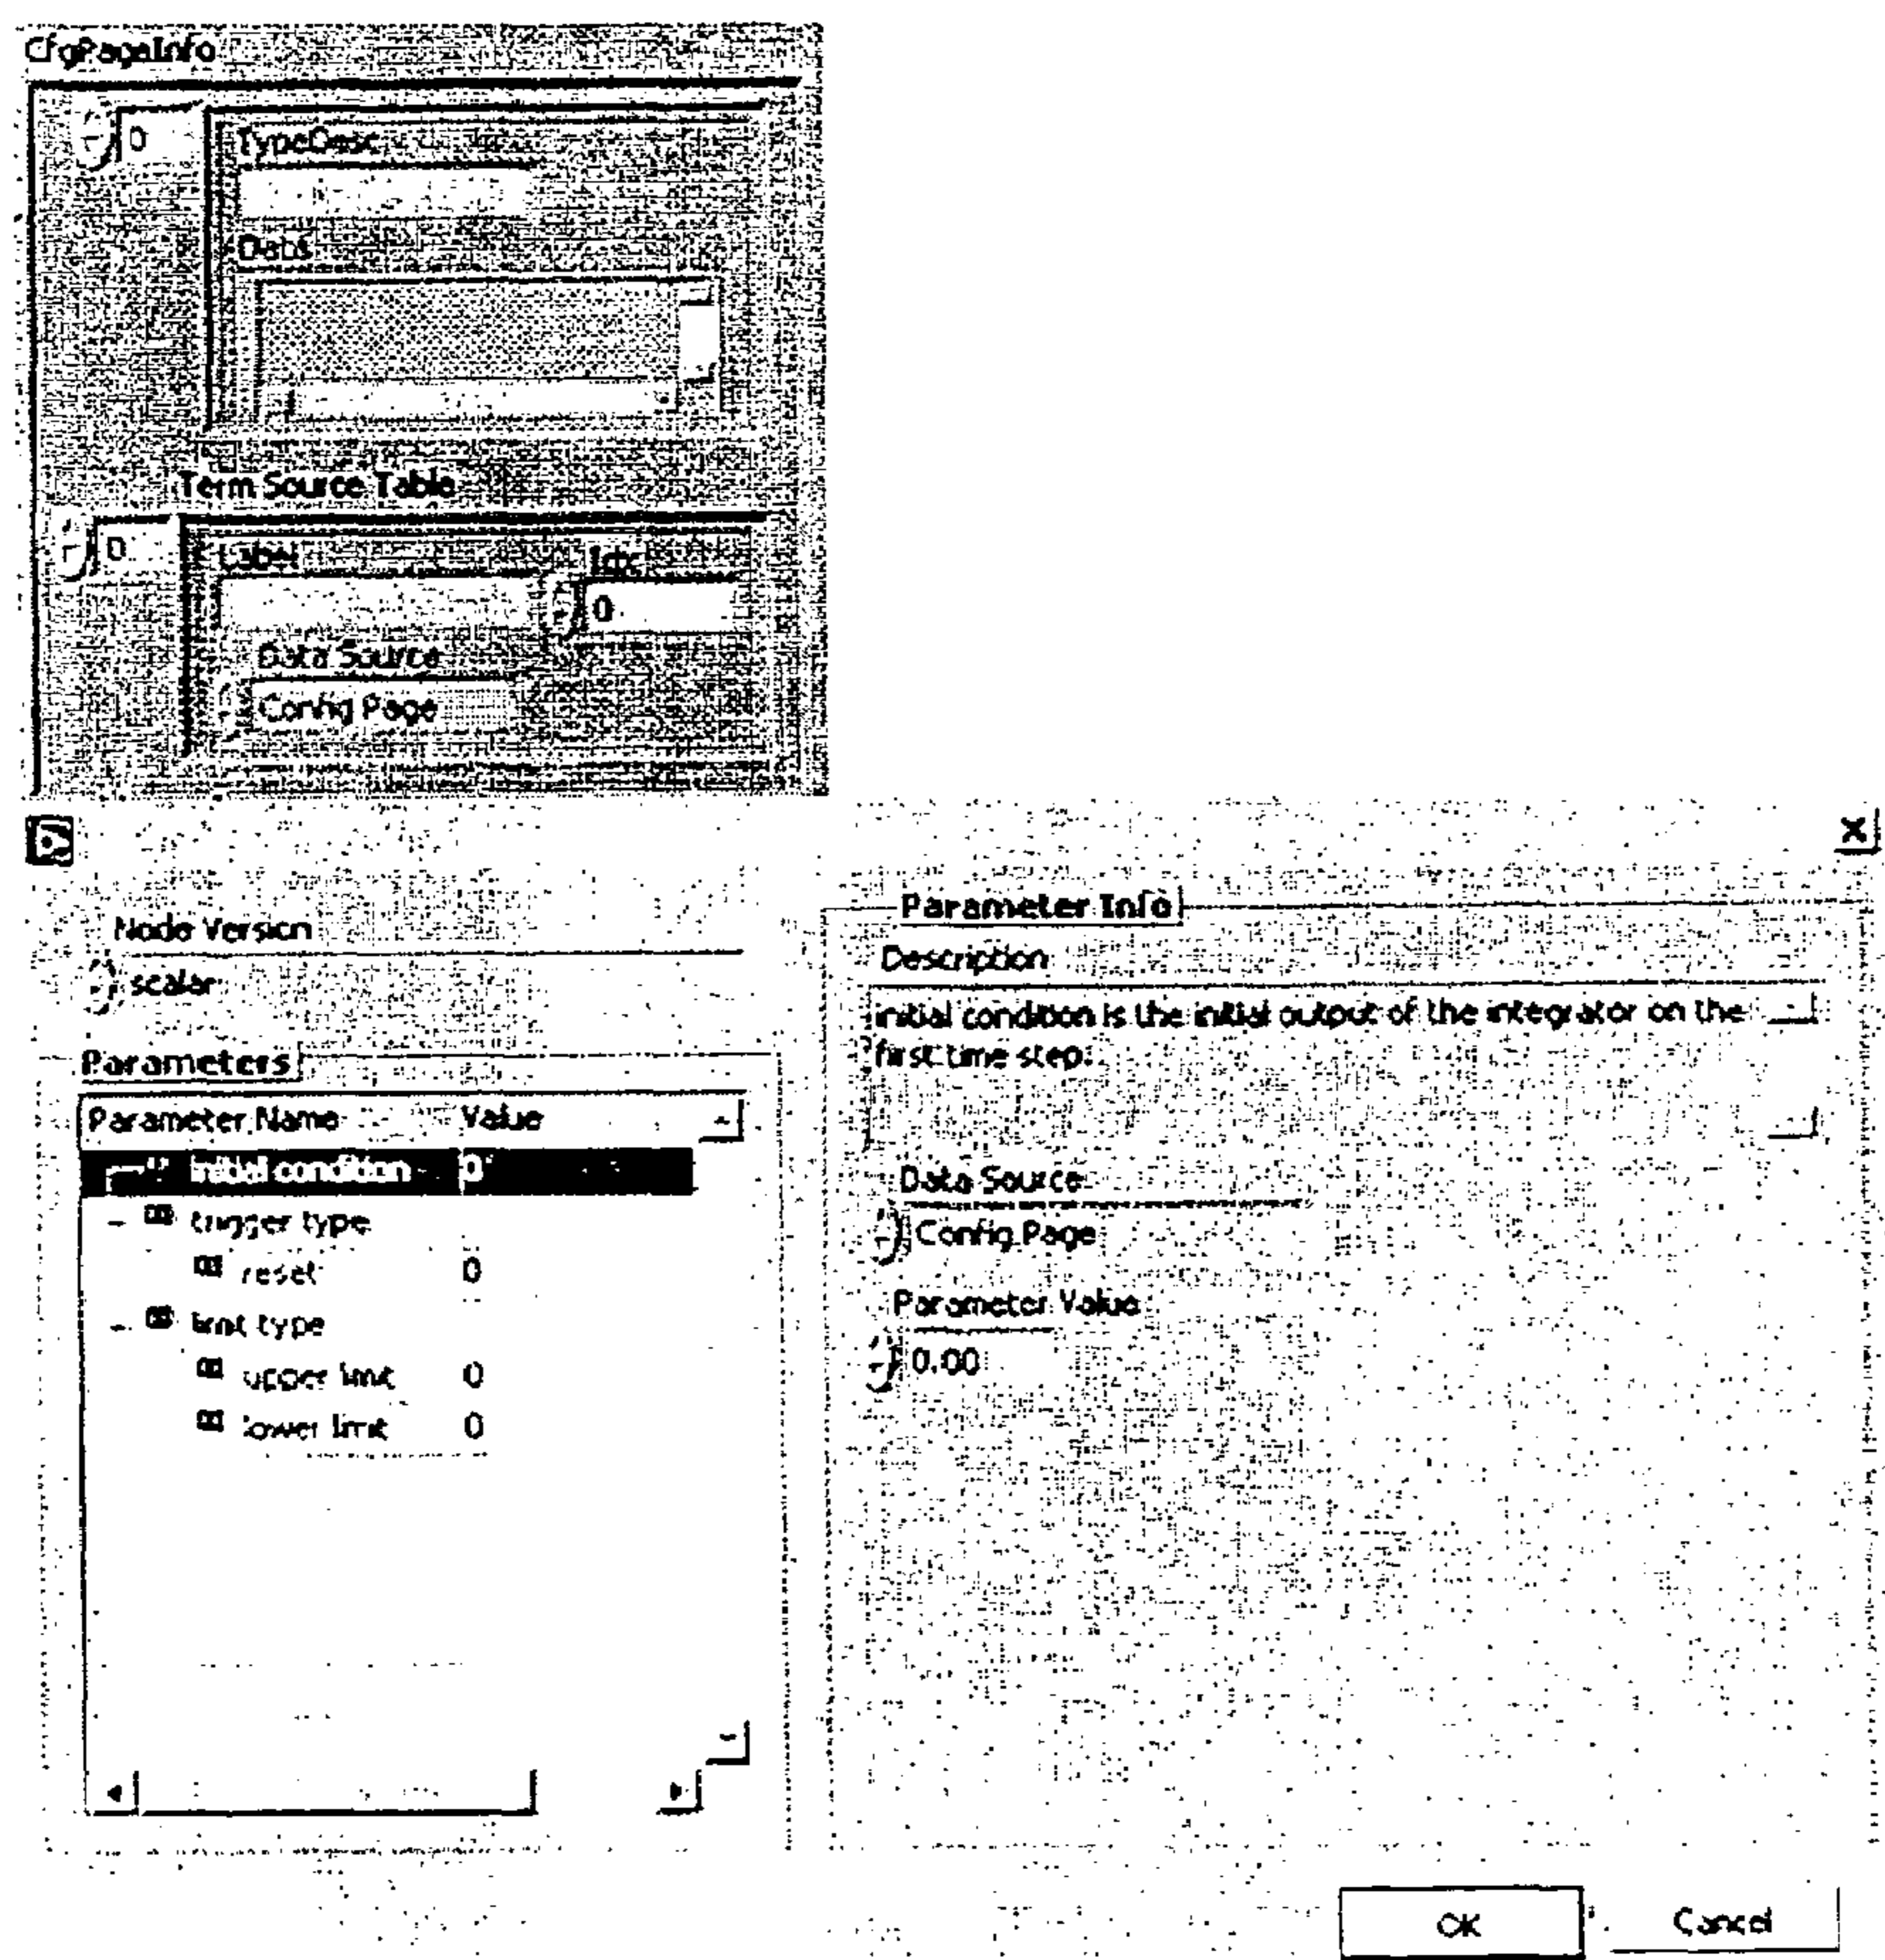 CfgPageInfo
0
TypeDesc
Data
Term Source Table
0
Label
Idx
0
Data Source
Config Page
Node Version
scalar
Parameters
Parameter Name Value
initial condition 0
trigger type
reset 0
limit type
upper limit 0
lower limit 0
Parameter Info
Description
initial condition is the initial output of the integrator on the
first time step.
Data Source
Config Page
Parameter Value
0.00
OK Cancel